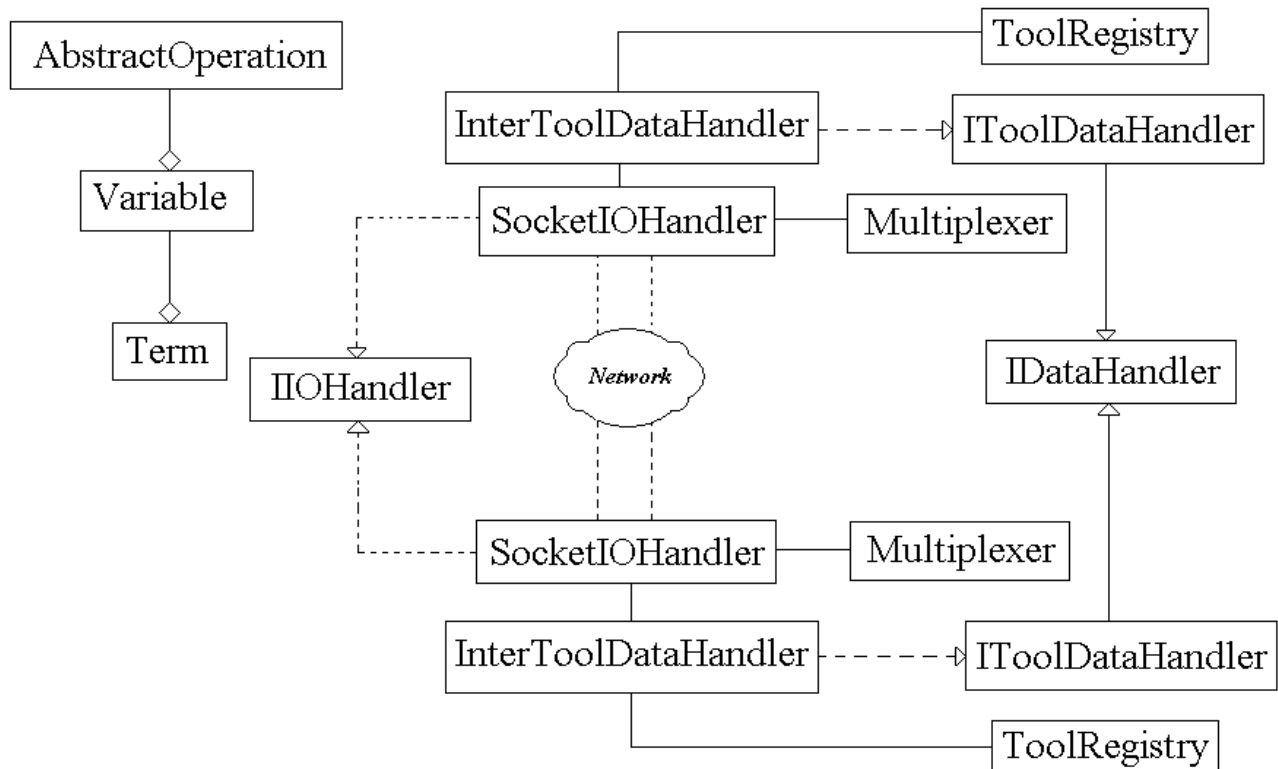 AbstractOperation
ToolRegistry
InterToolDataHandler
IToolDataHandler
Variable
SocketIOHandler
Multiplexer
Term
IIOHandler
Network
IDataHandler
SocketIOHandler
Multiplexer
InterToolDataHandler
IToolDataHandler
ToolRegistry